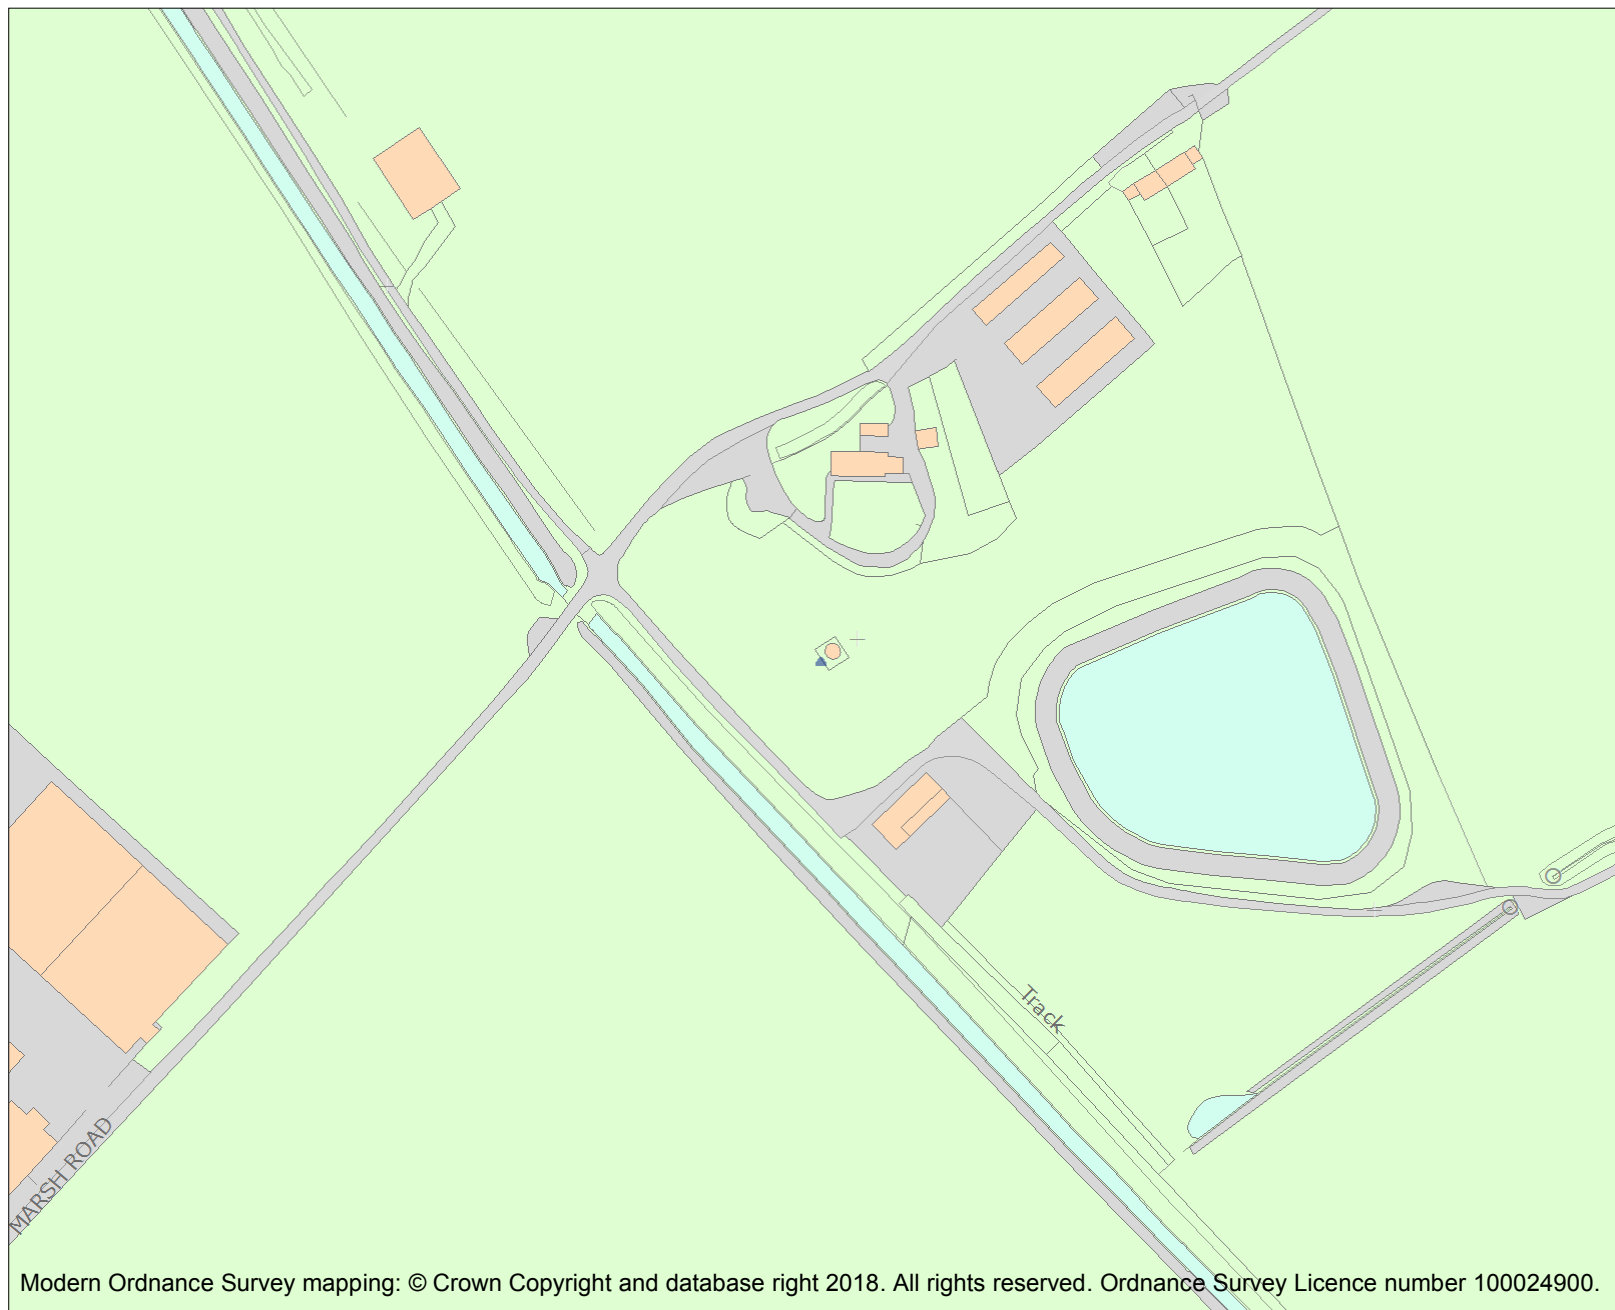 Track
MARSH ROAD
Modern Ordnance Survey mapping: © Crown Copyright and database right 2018. All rights reserved. Ordnance Survey Licence number 100024900.